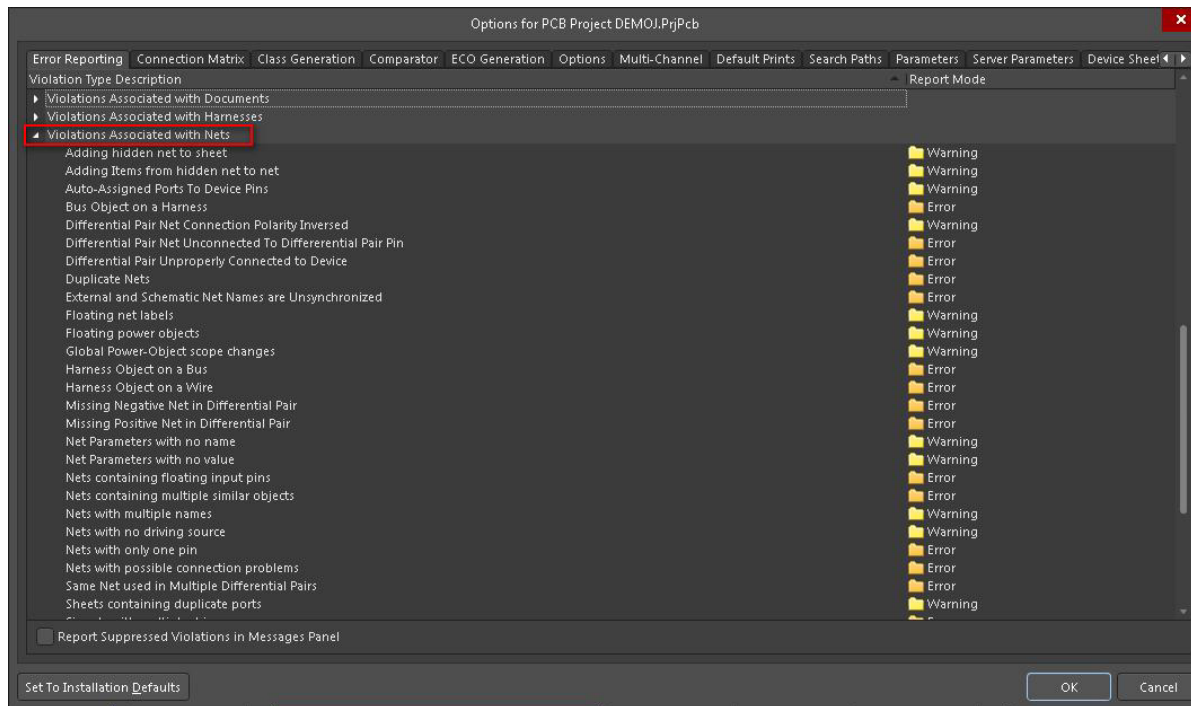 Options for PCB Project DEMOJ.PrjPcb
Error Reporting Connection Matrix Class Generation Comparator ECO Generation Options Multi-Channel Default Prints Search Paths Parameters Server Parameters Device Sheet
Violation Type Description Report Mode
Violations Associated with Documents
Violations Associated with Harnesses
Violations Associated with Nets
Adding hidden net to sheet Warning
Adding Items from hidden net to net Warning
Auto-Assigned Ports To Device Pins Warning
Bus Object on a Harness Error
Differential Pair Net Connection Polarity Inversed Warning
Differential Pair Net Unconnected To Differerential Pair Pin Error
Differential Pair Unproperly Connected to Device Error
Duplicate Nets Error
External and Schematic Net Names are Unsynchronized Error
Floating net labels Warning
Floating power objects Warning
Global Power-Object scope changes Warning
Harness Object on a Bus Error
Harness Object on a Wire Error
Missing Negative Net in Differential Pair Error
Missing Positive Net in Differential Pair Error
Net Parameters with no name Warning
Net Parameters with no value Warning
Nets containing floating input pins Error
Nets containing multiple similar objects Error
Nets with multiple names Warning
Nets with no driving source Warning
Nets with only one pin Error
Nets with possible connection problems Error
Same Net used in Multiple Differential Pairs Error
Sheets containing duplicate ports Warning
Report Suppressed Violations in Messages Panel
Set To Installation Defaults OK Cancel